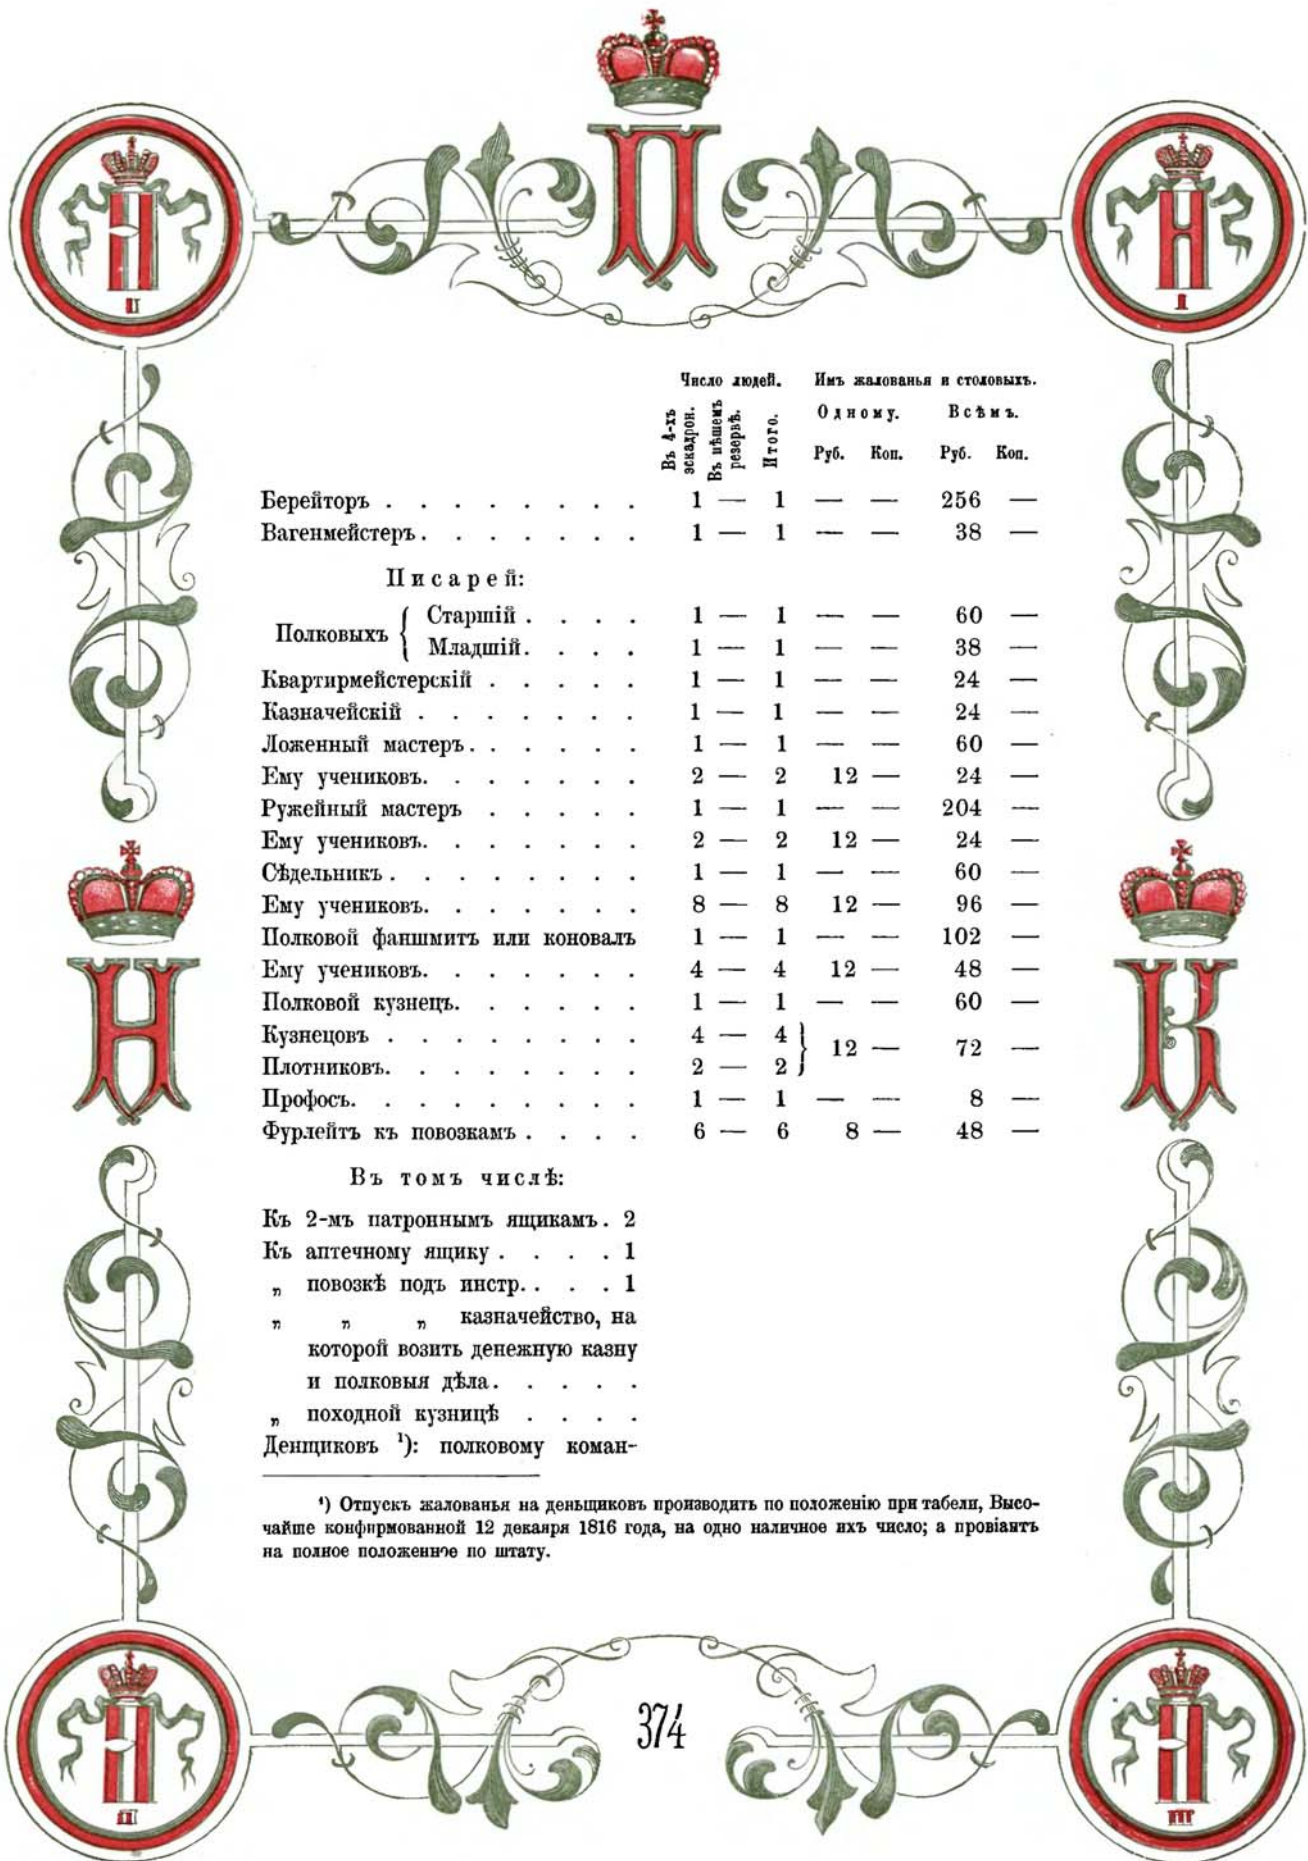 П
II
I
Число людей. Имъ жалованья и столовыхъ.
Въ 4-хъ эскадрон. Въ пѣшемъ резервѣ. Итого. Одному. Всѣмъ.
Руб. Коп. Руб. Коп.
Берейторъ . . . . . . . . 1 — 1 — — 256 —
Вагенмейстеръ . . . . . . . 1 — 1 — — 38 —
Писарей:
Полковыхъ { Старшій . . . . 1 — 1 — — 60 —
Младшій. . . . 1 — 1 — — 38 —
Квартирмейстерскій . . . . . 1 — 1 — — 24 —
Казначейскій . . . . . . . 1 — 1 — — 24 —
Ложенный мастеръ . . . . . . 1 — 1 — — 60 —
Ему учениковъ. . . . . . . 2 — 2 12 — 24 —
Ружейный мастеръ . . . . . 1 — 1 — — 204 —
Ему учениковъ. . . . . . . 2 — 2 12 — 24 —
Сѣдельникъ . . . . . . . . 1 — 1 — — 60 —
Ему учениковъ. . . . . . . 8 — 8 12 — 96 —
Полковой фаншмитъ или коновалъ 1 — 1 — — 102 —
Ему учениковъ. . . . . . . 4 — 4 12 — 48 —
Полковой кузнецъ. . . . . . 1 — 1 — — 60 —
Кузнецовъ . . . . . . . . 4 — 4 } 12 — 72 —
Плотниковъ. . . . . . . . 2 — 2
Профосъ. . . . . . . . . 1 — 1 — — 8 —
Фурлейтъ къ повозкамъ . . . . 6 — 6 8 — 48 —
Въ томъ числѣ:
Къ 2-мъ патроннымъ ящикамъ . 2
Къ аптечному ящику . . . . 1
„ повозкѣ подъ инстр. . . . 1
„ „ „ казначейство, на
которой возить денежную казну
и полковыя дѣла . . . . .
„ походной кузницѣ . . . .
Денщиковъ ¹): полковому коман-
¹) Отпускъ жалованья на деньщиковъ производить по положенію при табели, Высо-
чайше конфирмованной 12 декаяря 1816 года, на одно наличное ихъ число; а провіантъ
на полное положенное по штату.
Н
К
374
III